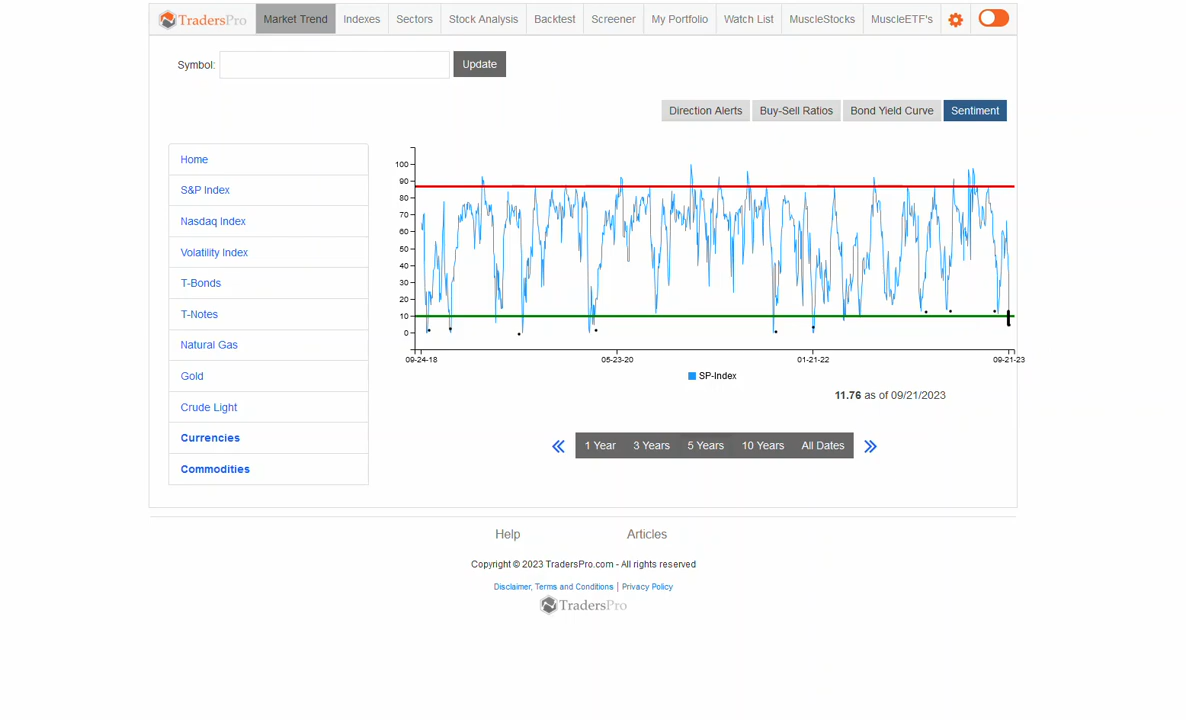 TradersPro Market Trend Indexes Sectors Stock Analysis Backtest Screener My Portfolio Watch List MuscleStocks MuscleETF's
Symbol: Update
Direction Alerts Buy-Sell Ratios Bond Yield Curve Sentiment
Home
S&P Index
Nasdaq Index
Volatility Index
T-Bonds
T-Notes
Natural Gas
Gold
Crude Light
Currencies
Commodities
100
90
80
70
60
50
40
30
20
10
0
09-24-18 05-23-20 01-21-22 09-21-23
SP-Index
11.76 as of 09/21/2023
1 Year 3 Years 5 Years 10 Years All Dates
Help Articles
Copyright © 2023 TradersPro.com - All rights reserved
Disclaimer, Terms and Conditions | Privacy Policy
TradersPro